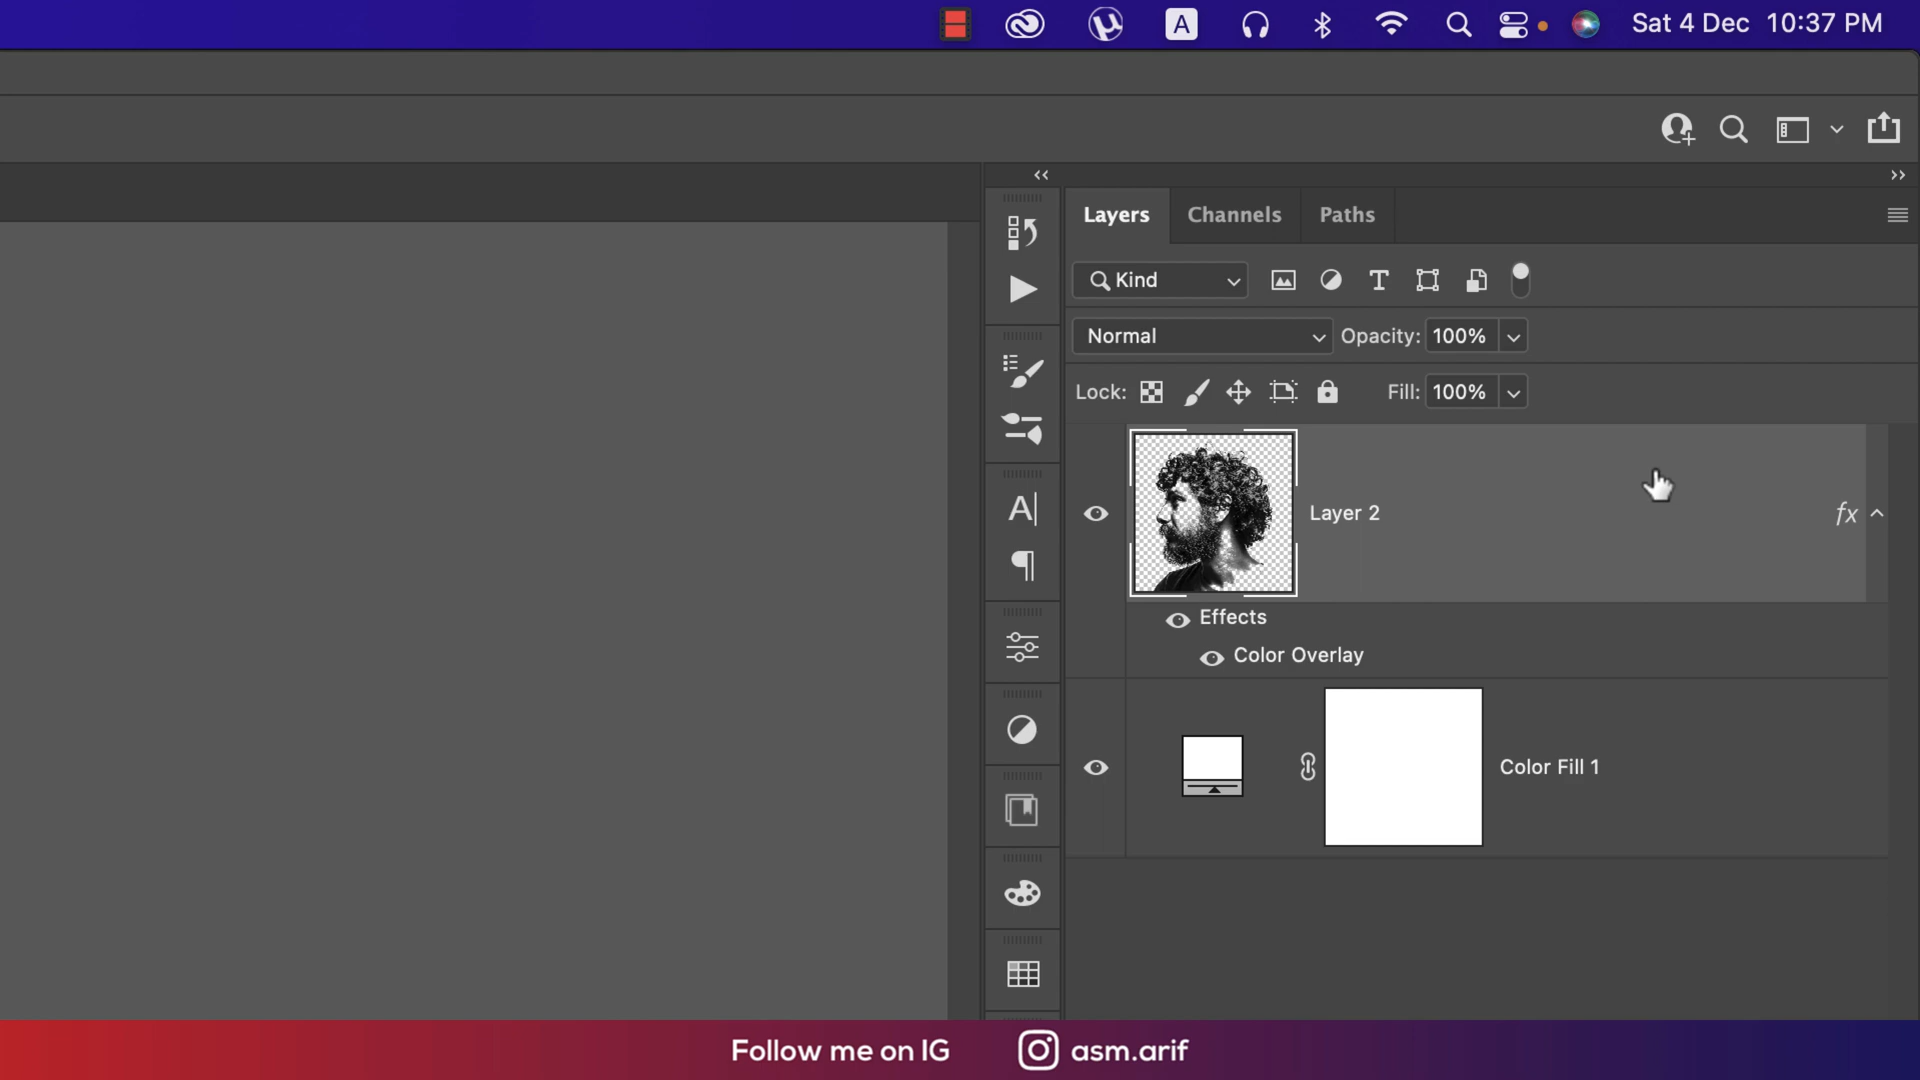 A
Sat 4 Dec 10:37 PM
Layers Channels Paths
Kind
T
Normal Opacity: 100%
Lock: Fill: 100%
A|
Layer 2 fx
Effects
Color Overlay
Color Fill 1
Follow me on IG asm.arif